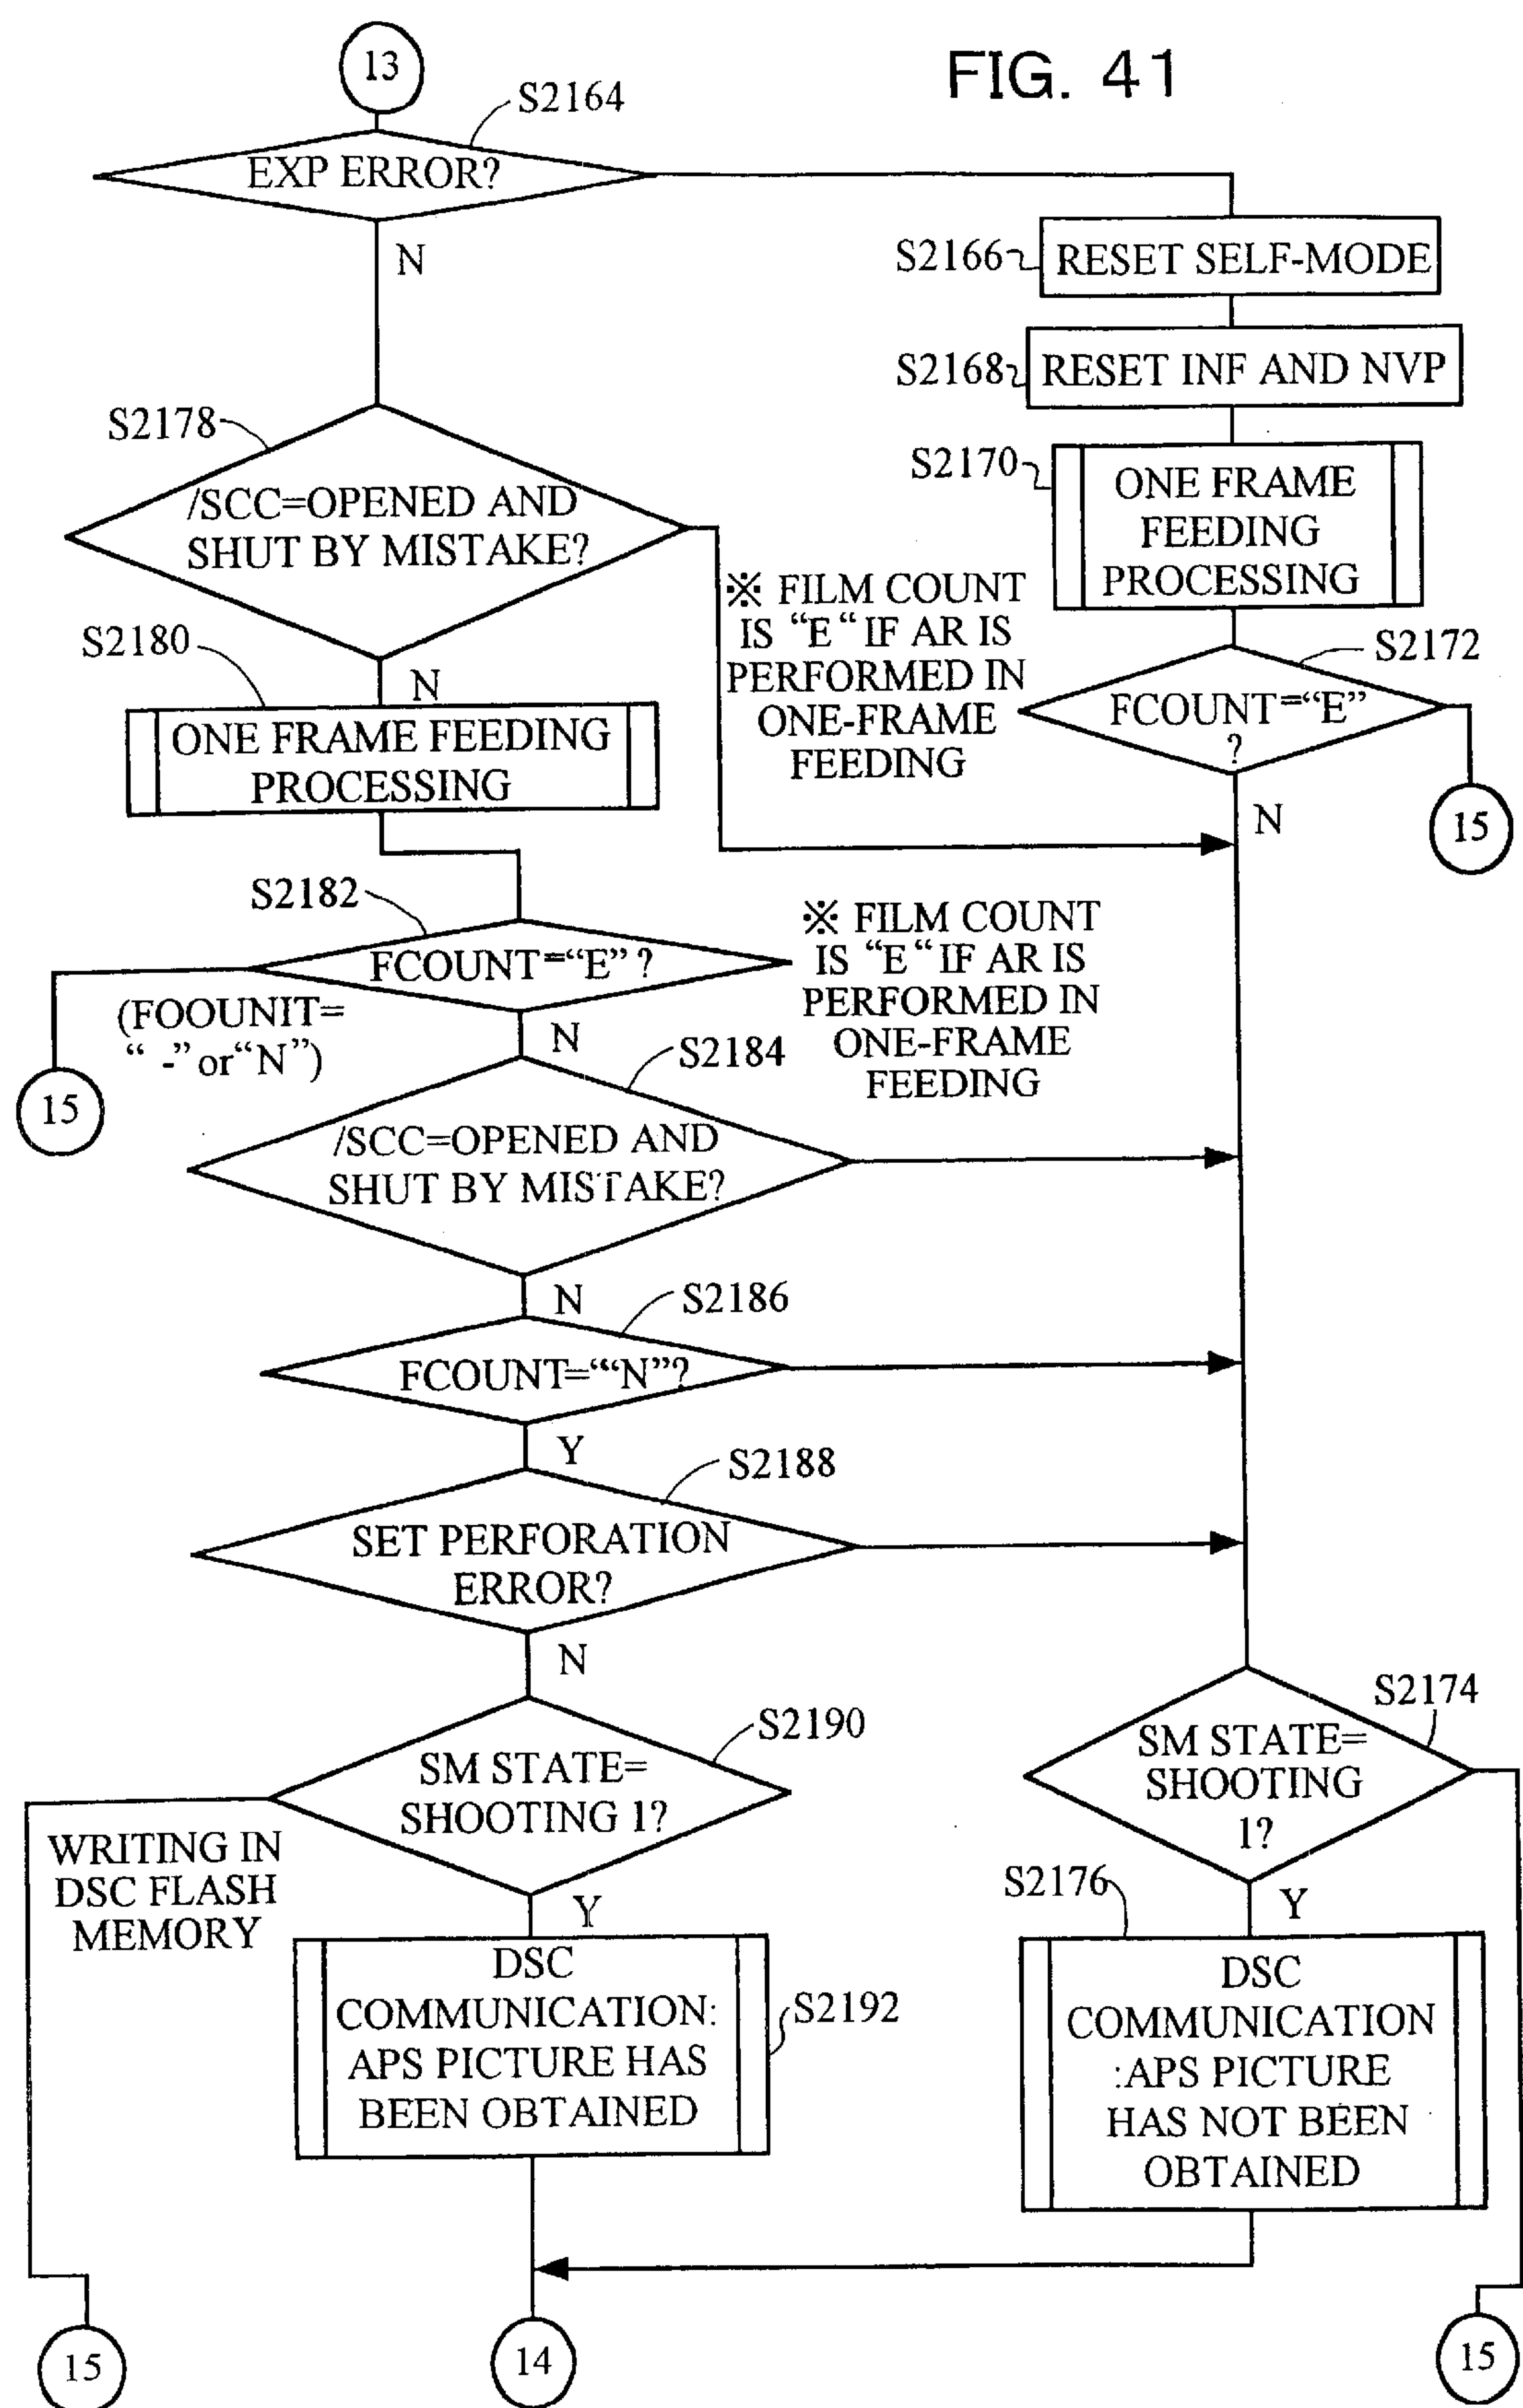 FIG. 41
13
S2164
EXP ERROR?
N
S2166
RESET SELF-MODE
S2168
RESET INF AND NVP
S2170
ONE FRAME
FEEDING
PROCESSING
S2172
FCOUNT="E"
?
N
15
S2178
/SCC=OPENED AND
SHUT BY MISTAKE?
N
※ FILM COUNT
IS "E" IF AR IS
PERFORMED IN
ONE-FRAME
FEEDING
S2180
ONE FRAME FEEDING
PROCESSING
S2182
FCOUNT="E" ?
(FOOUNIT=
" -" or "N")
15
N
※ FILM COUNT
IS "E" IF AR IS
PERFORMED IN
ONE-FRAME
FEEDING
S2184
/SCC=OPENED AND
SHUT BY MISTAKE?
N
S2186
FCOUNT=""N"?
Y
S2188
SET PERFORATION
ERROR?
N
S2190
SM STATE=
SHOOTING 1?
WRITING IN
DSC FLASH
MEMORY
Y
S2192
DSC
COMMUNICATION:
APS PICTURE HAS
BEEN OBTAINED
S2174
SM STATE=
SHOOTING
1?
Y
S2176
DSC
COMMUNICATION
:APS PICTURE
HAS NOT BEEN
OBTAINED
15
14
15